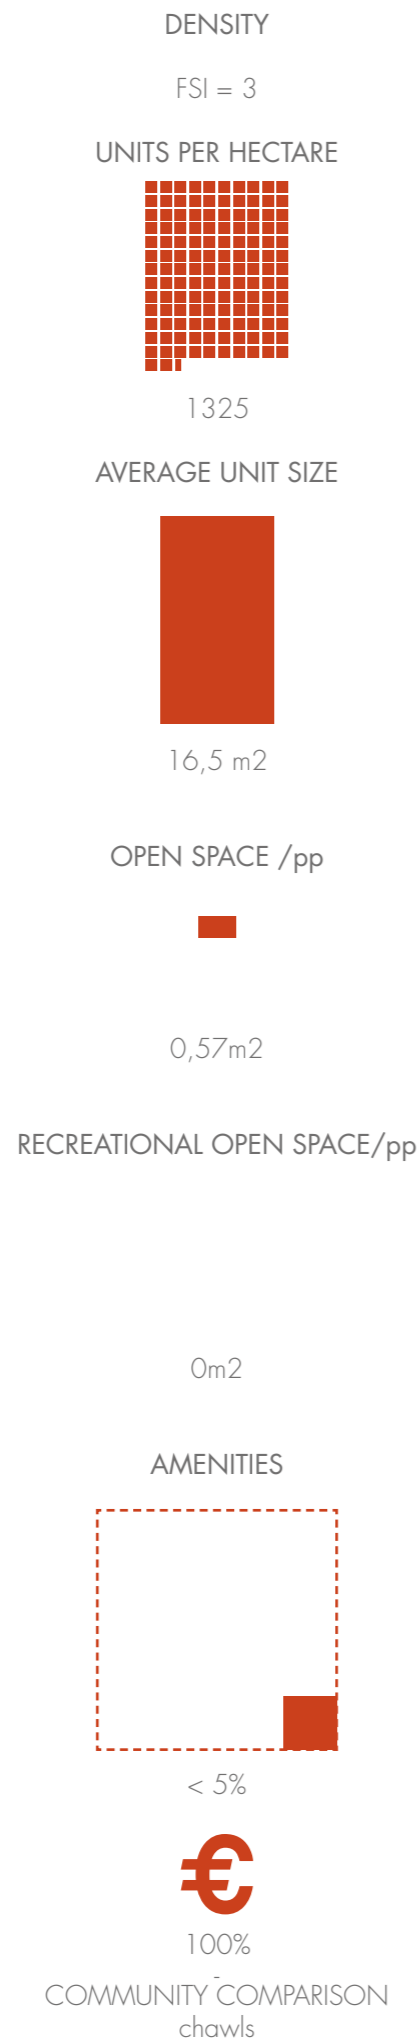 DENSITY
FSI = 3
UNITS PER HECTARE
1325
AVERAGE UNIT SIZE
16,5 m2
OPEN SPACE /pp
0,57m2
RECREATIONAL OPEN SPACE/pp
0m2
AMENITIES
< 5%
€
100%
-
COMMUNITY COMPARISON
chawls